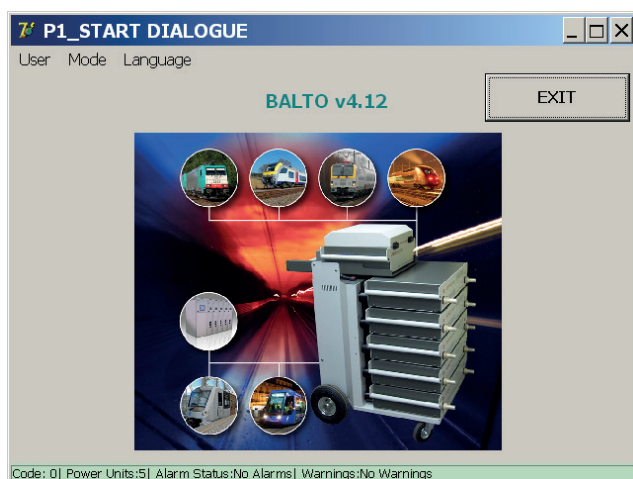 P1_START DIALOGUE
User Mode Language
BALTO v4.12
EXIT
Code: 0| Power Units:5| Alarm Status:No Alarms| Warnings:No Warnings